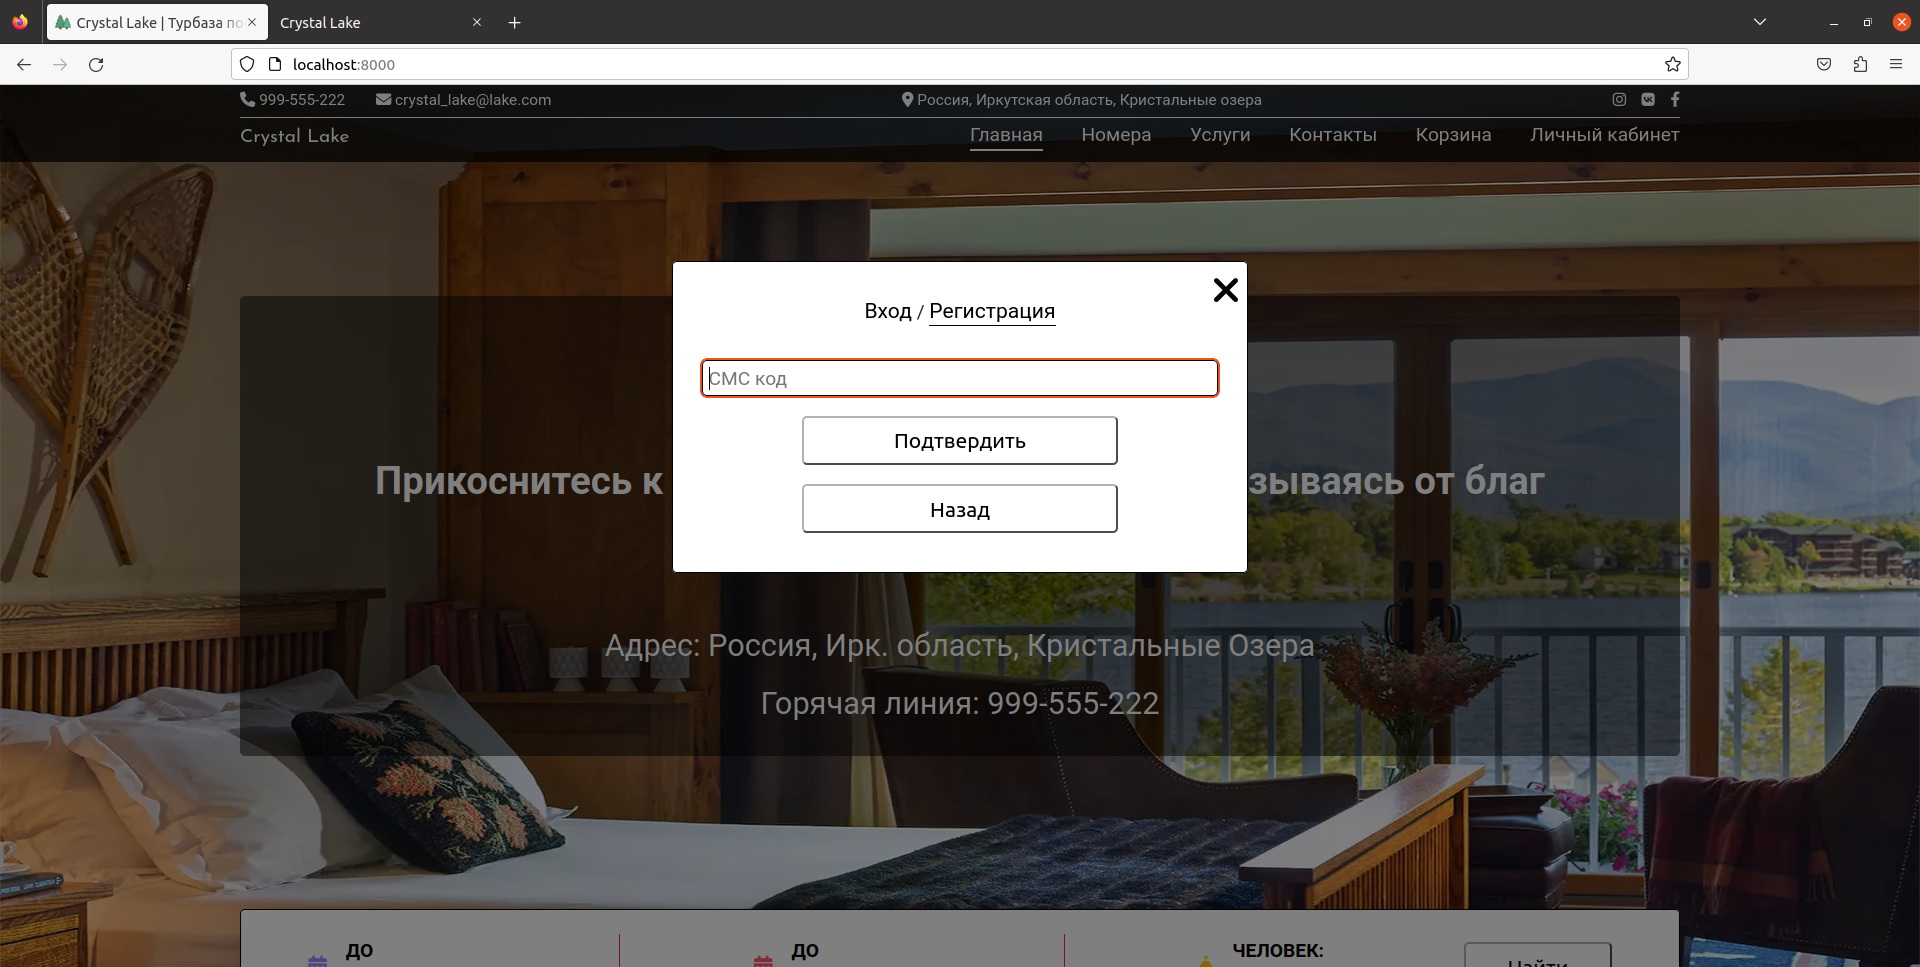 Crystal Lake | Турбаза по
Crystal Lake
localhost:8000
999-555-222
crystal_lake@lake.com
Россия, Иркутская область, Кристальные озера
Crystal Lake
Главная
Номера
Услуги
Контакты
Корзина
Личный кабинет
Вход / Регистрация
СМС код
Подтвердить
Назад
Прикоснитесь к
зываясь от благ
Адрес: Россия, Ирк. область, Кристальные Озера
Горячая линия: 999-555-222
ДО
ДО
ЧЕЛОВЕК:
Найти